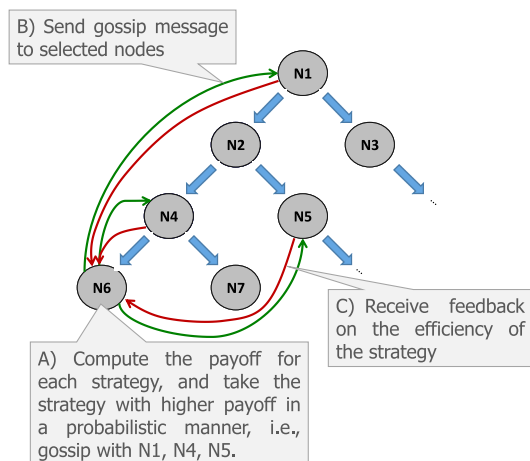 B) Send gossip message
to selected nodes
N1
N2
N3
N4
N5
N6
N7
C) Receive feedback
on the efficiency of
the strategy
A) Compute the payoff for
each strategy, and take the
strategy with higher payoff in
a probabilistic manner, i.e.,
gossip with N1, N4, N5.